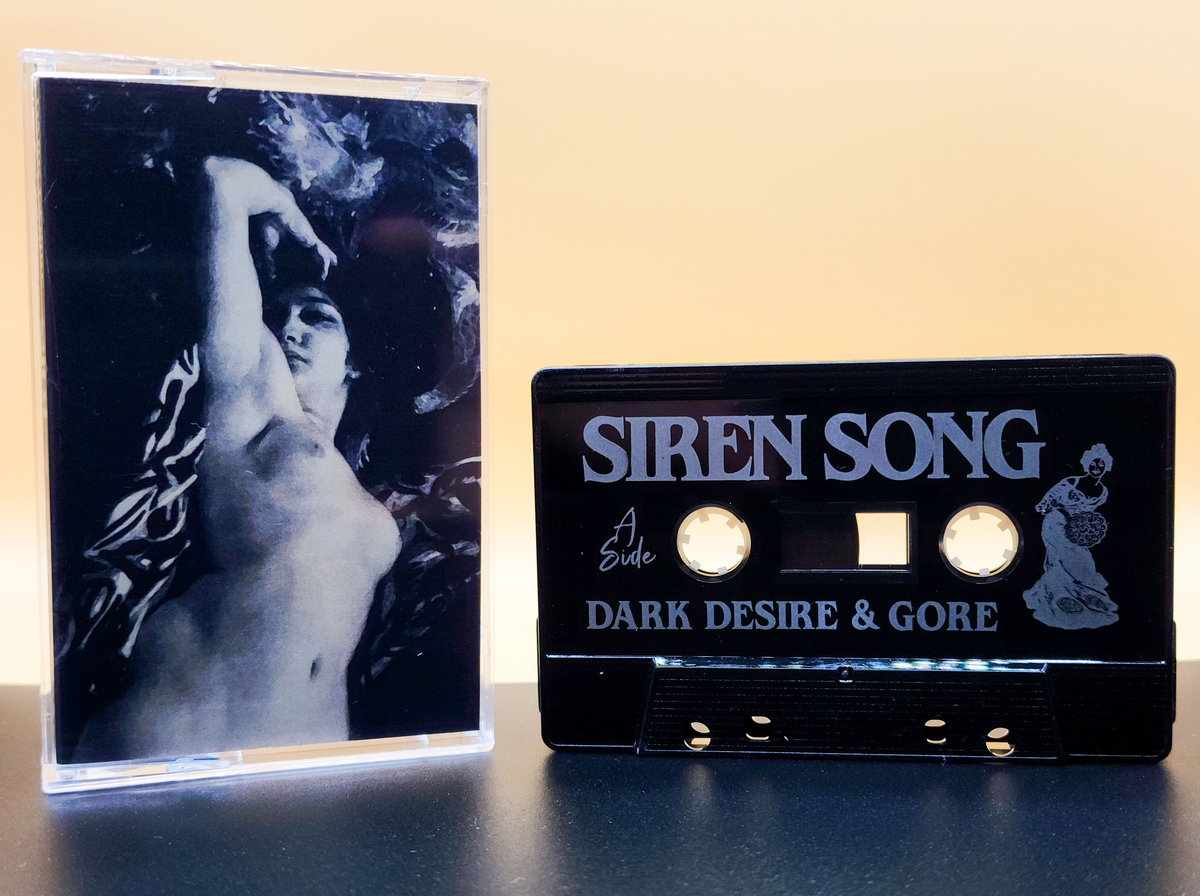 SIREN SONG
A
Side
DARK DESIRE & GORE